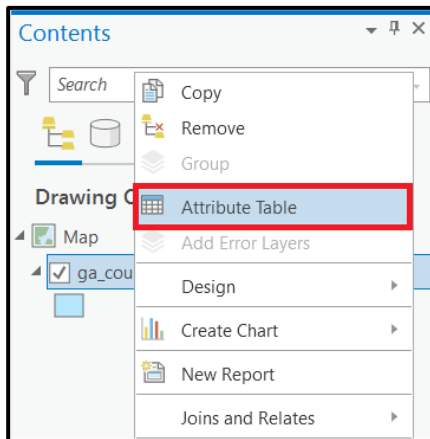 Contents
Search
Copy
Remove
Group
Drawing
Attribute Table
Map
Add Error Layers
ga_cou
Design
Create Chart
New Report
Joins and Relates